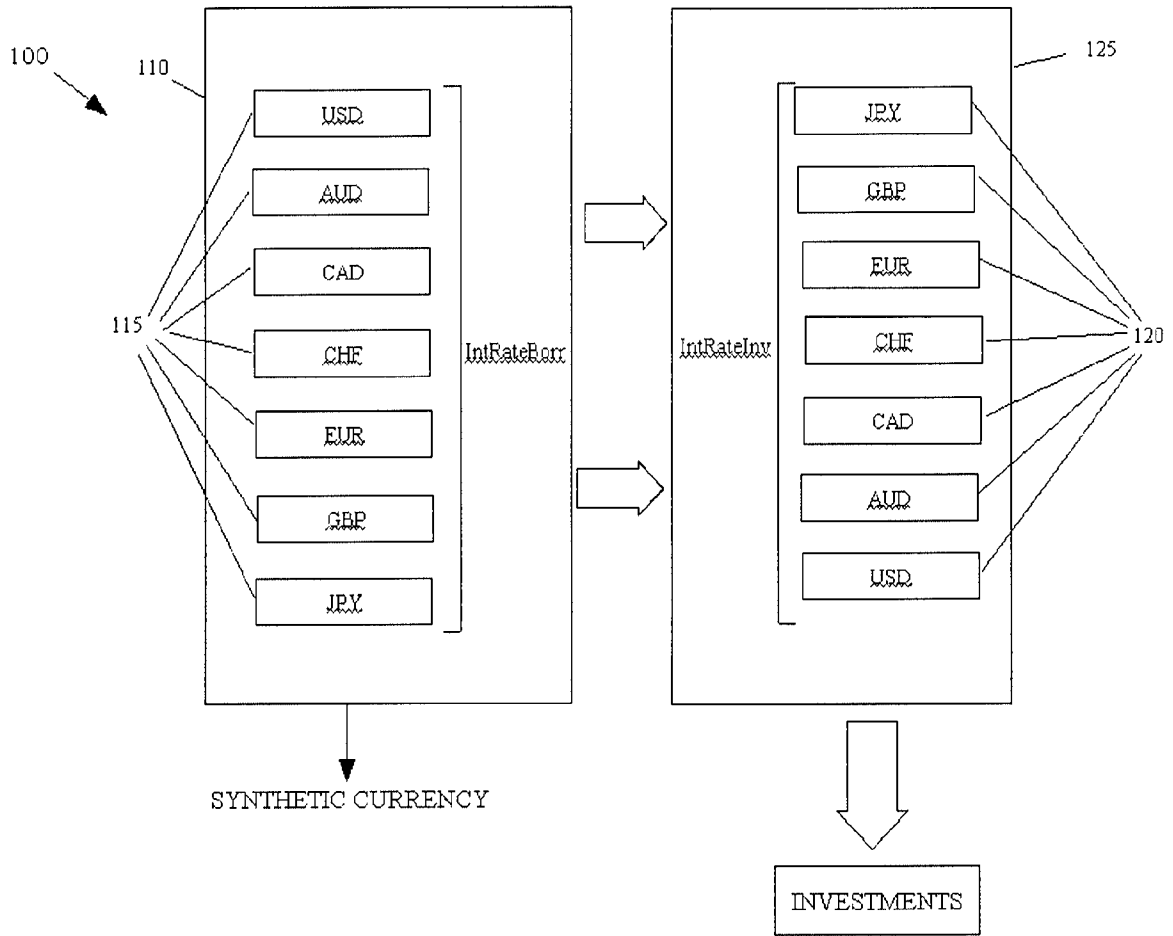 100
110
USD
AUD
CAD
CHF
EUR
GBP
JPY
IntRateBorr
115
SYNTHETIC CURRENCY
125
JPY
GBP
EUR
CHF
CAD
AUD
USD
IntRateInv
120
INVESTMENTS